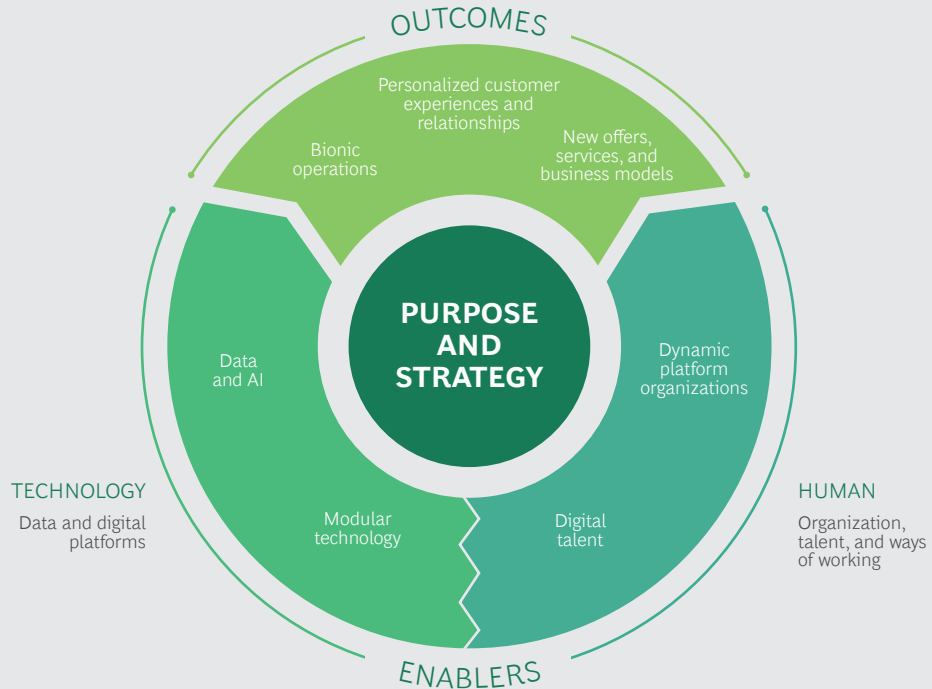 OUTCOMES
Personalized customer
experiences and
relationships
Bionic
operations
New offers,
services, and
business models
PURPOSE
AND
STRATEGY
Data
and AI
Dynamic
platform
organizations
TECHNOLOGY
Data and digital
platforms
Modular
technology
Digital
talent
HUMAN
Organization,
talent, and ways
of working
ENABLERS